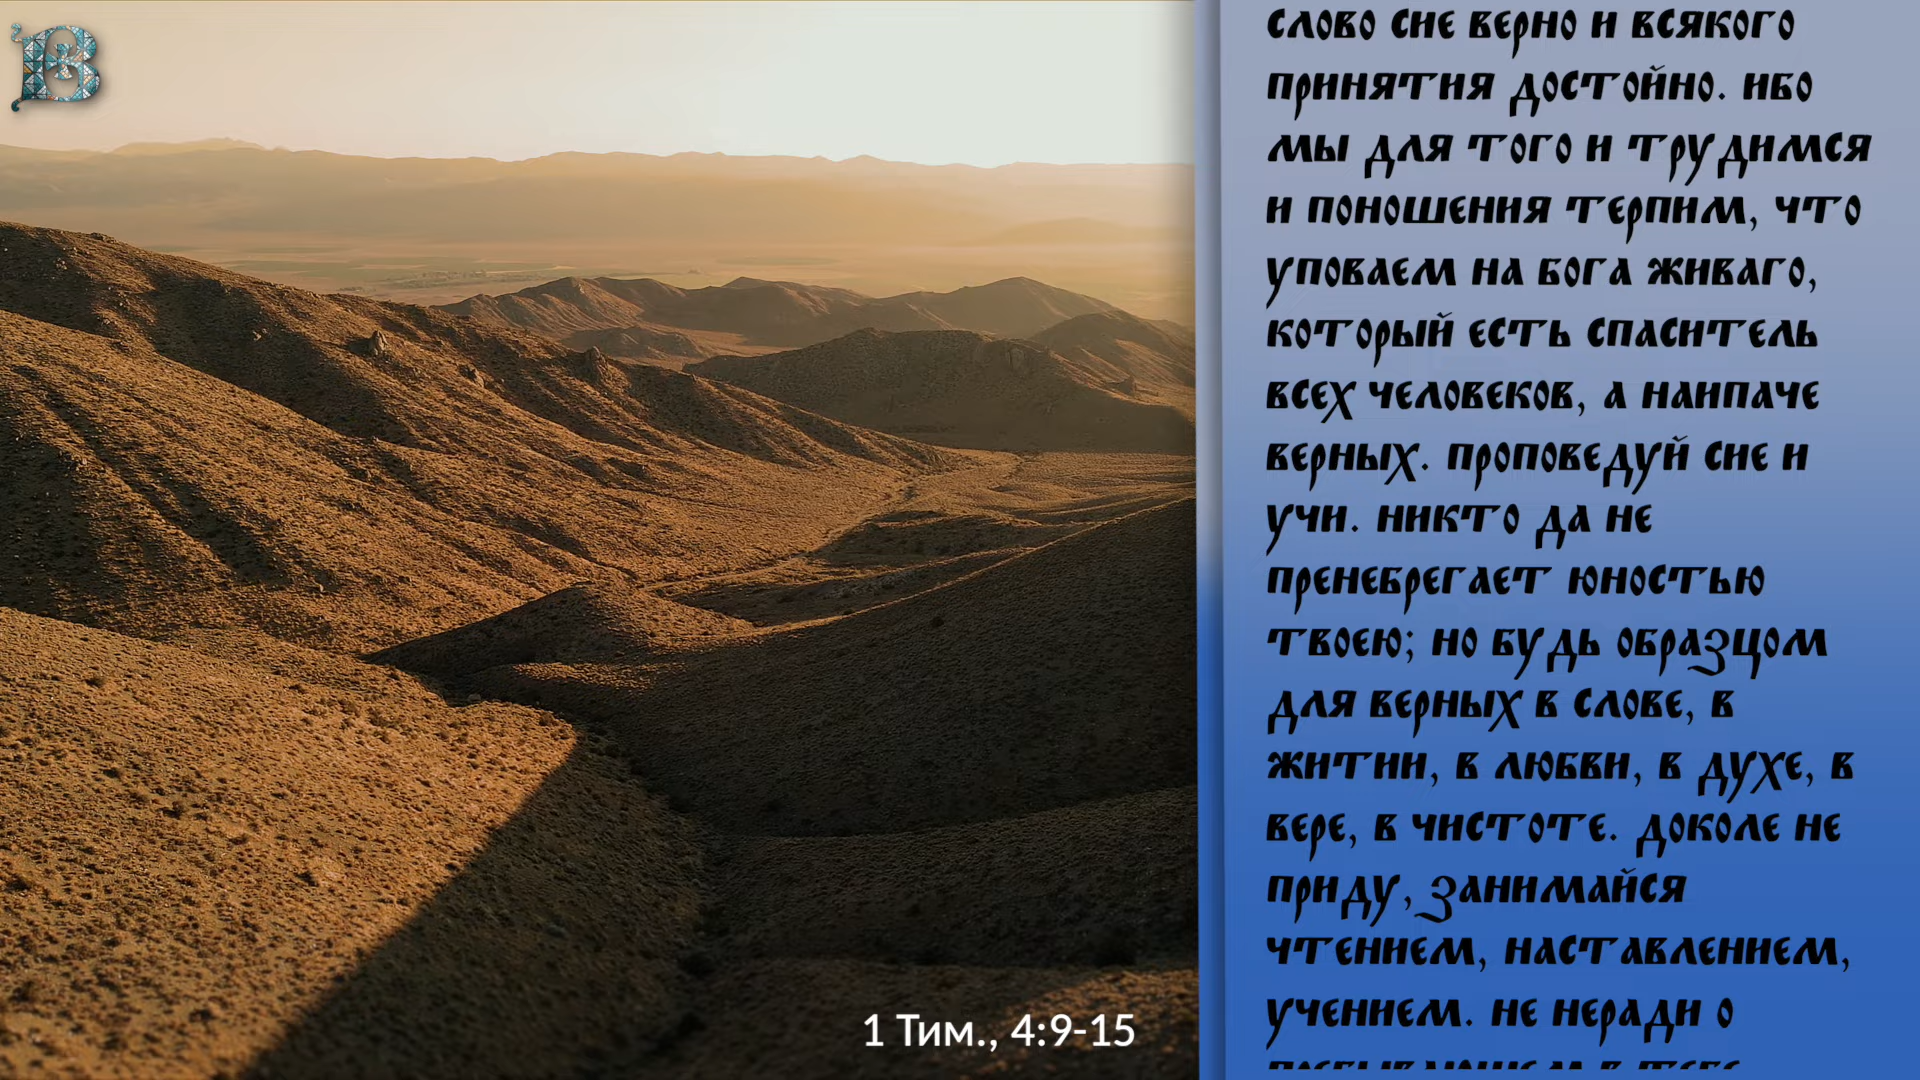 1 Тим., 4:9-15
слово сие верно и всякого
принятия достойно. ибо
мы для того и трудимся
и поношения терпим, что
уповаем на бога живаго,
который есть спаситель
всех человеков, а наипаче
верных. проповедуй сие и
учи. никто да не
пренебрегает юностью
твоею; но будь образцом
для верных в слове, в
житии, в любви, в духе, в
вере, в чистоте. доколе не
приду, занимайся
чтением, наставлением,
учением. не неради о